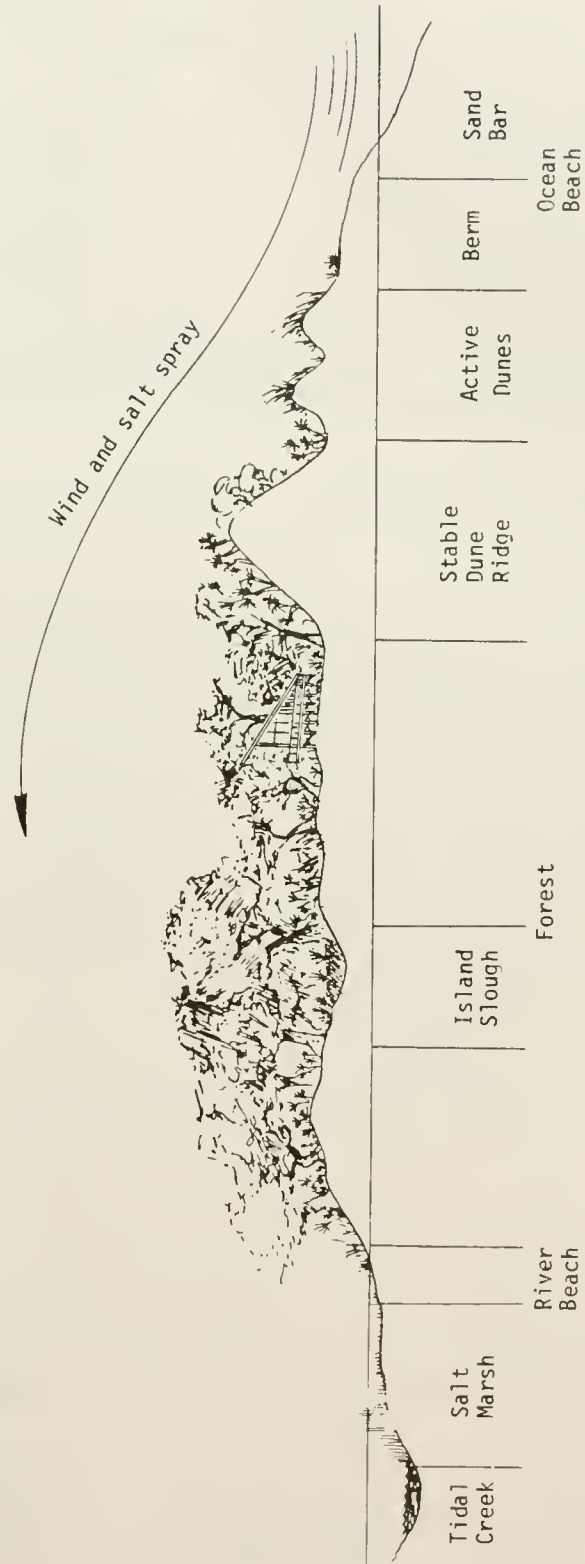 Wind and salt spray
Tidal
Creek
Salt
Marsh
River
Beach
Island
Slough
Forest
Stable
Dune
Ridge
Active
Dunes
Berm
Ocean
Beach
Sand
Bar